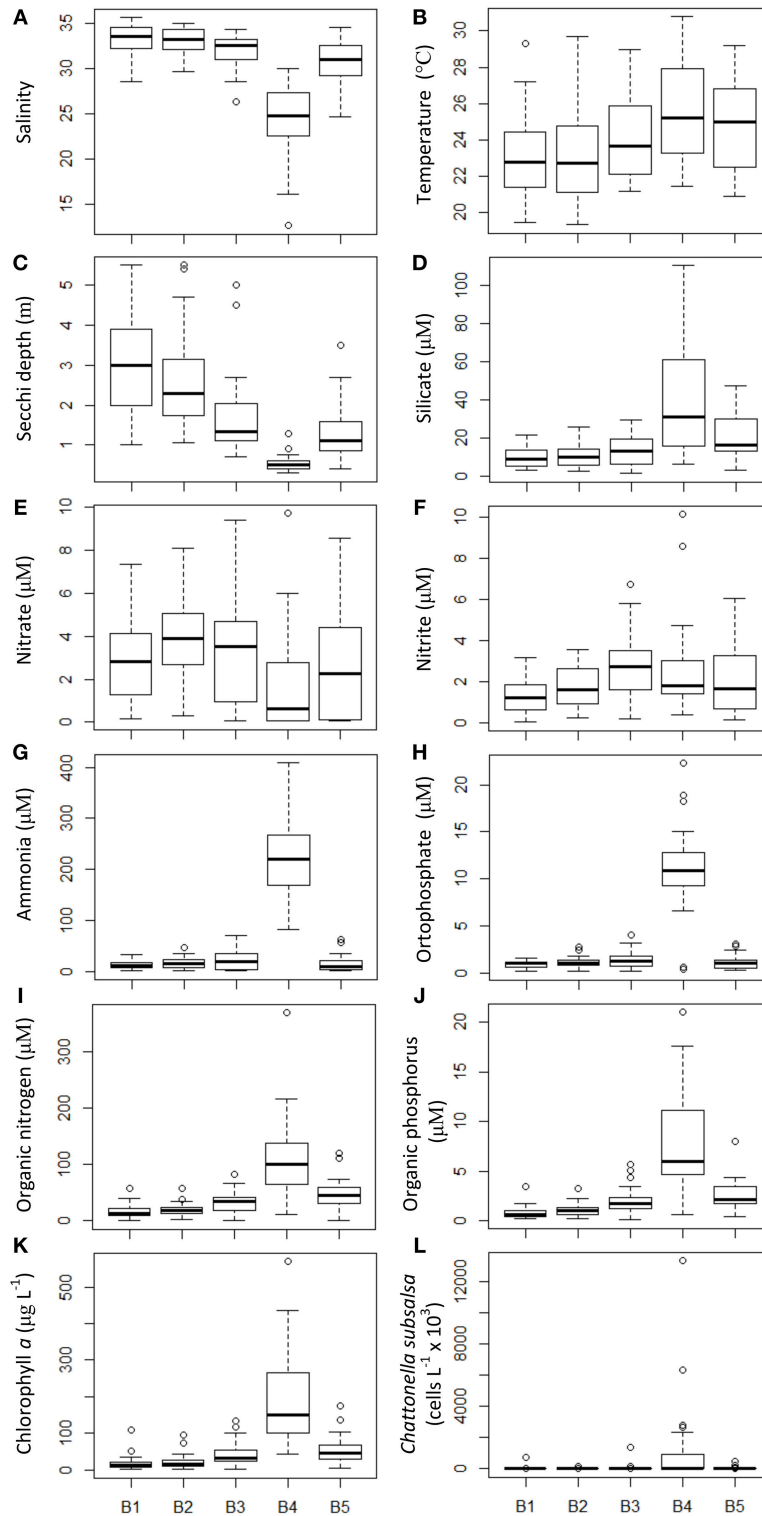 A
B
35
30
25
20
15
Salinity
30
28
26
24
22
20
Temperature (°C)
C
D
5
4
3
2
1
Secchi depth (m)
100
80
60
40
20
0
Silicate (μM)
E
F
10
8
6
4
2
0
Nitrate (μM)
10
8
6
4
2
0
Nitrite (μM)
G
H
400
300
200
100
0
Ammonia (μM)
20
15
10
5
0
Ortophosphate (μM)
I
J
300
100
0
Organic nitrogen (μM)
20
15
10
5
0
Organic phosphorus
(μM)
K
L
500
300
100
0
Chlorophyll a (μg L⁻¹)
12000
8000
4000
0
Chattonella subsalsa
(cells L⁻¹ x 10³)
B1 B2 B3 B4 B5
B1 B2 B3 B4 B5